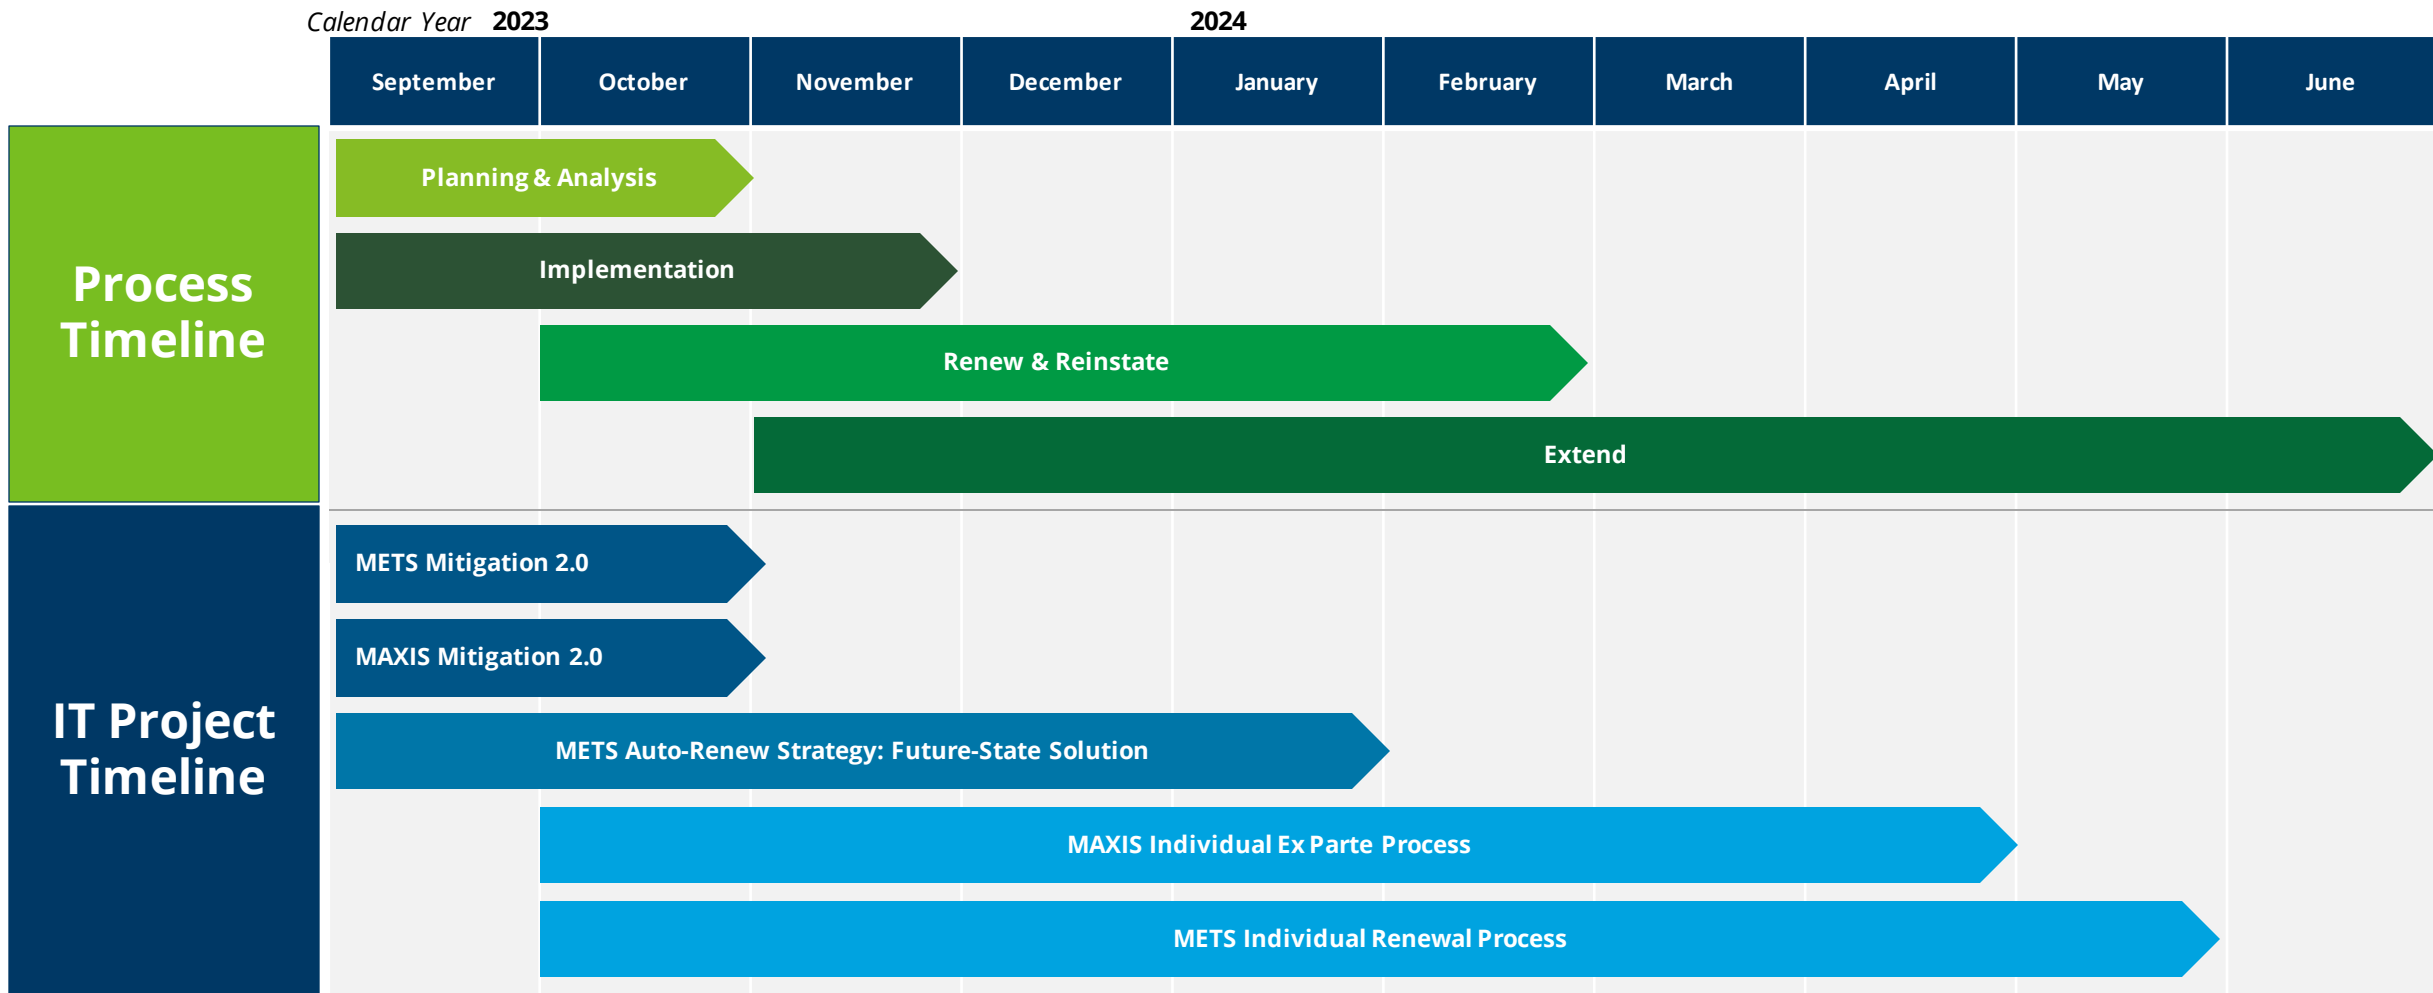 Calendar Year 2023 2024
September October November December January February March April May June
Process
Timeline
Planning & Analysis
Implementation
Renew & Reinstate
Extend
IT Project
Timeline
METS Mitigation 2.0
MAXIS Mitigation 2.0
METS Auto-Renew Strategy: Future-State Solution
MAXIS Individual Ex Parte Process
METS Individual Renewal Process